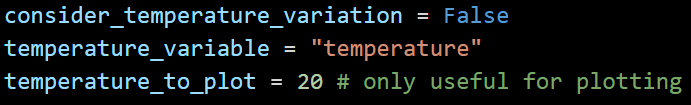 consider_temperature_variation = False
temperature_variable = "temperature"
temperature_to_plot = 20 # only useful for plotting